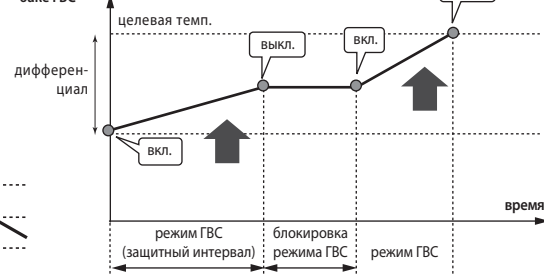 баке ГВС
целевая темп.
выкл.
вкл.
дифферен-
циал
вкл.
время
режим ГВС
(защитный интервал)
блокировка
режима ГВС
режим ГВС